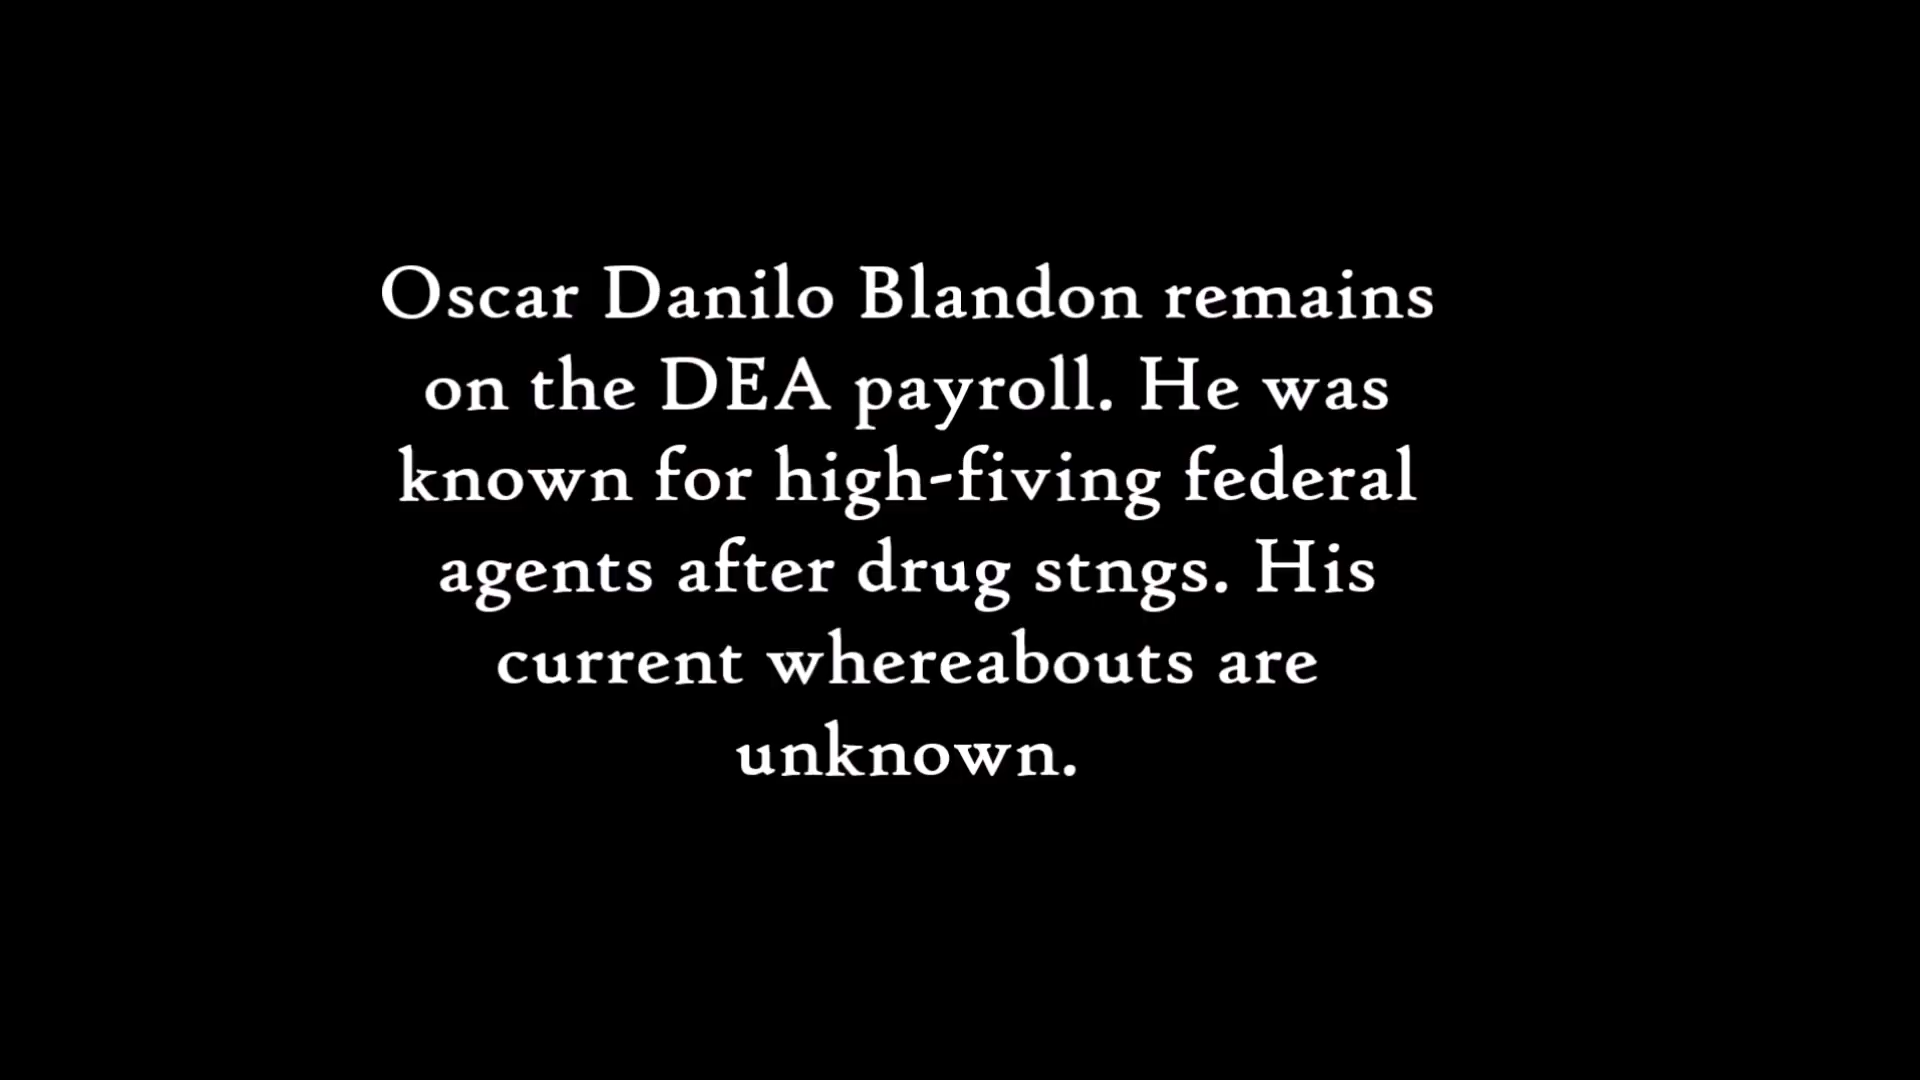 Oscar Danilo Blandon remains
on the DEA payroll. He was
known for high-fiving federal
agents after drug stngs. His
current whereabouts are
unknown.